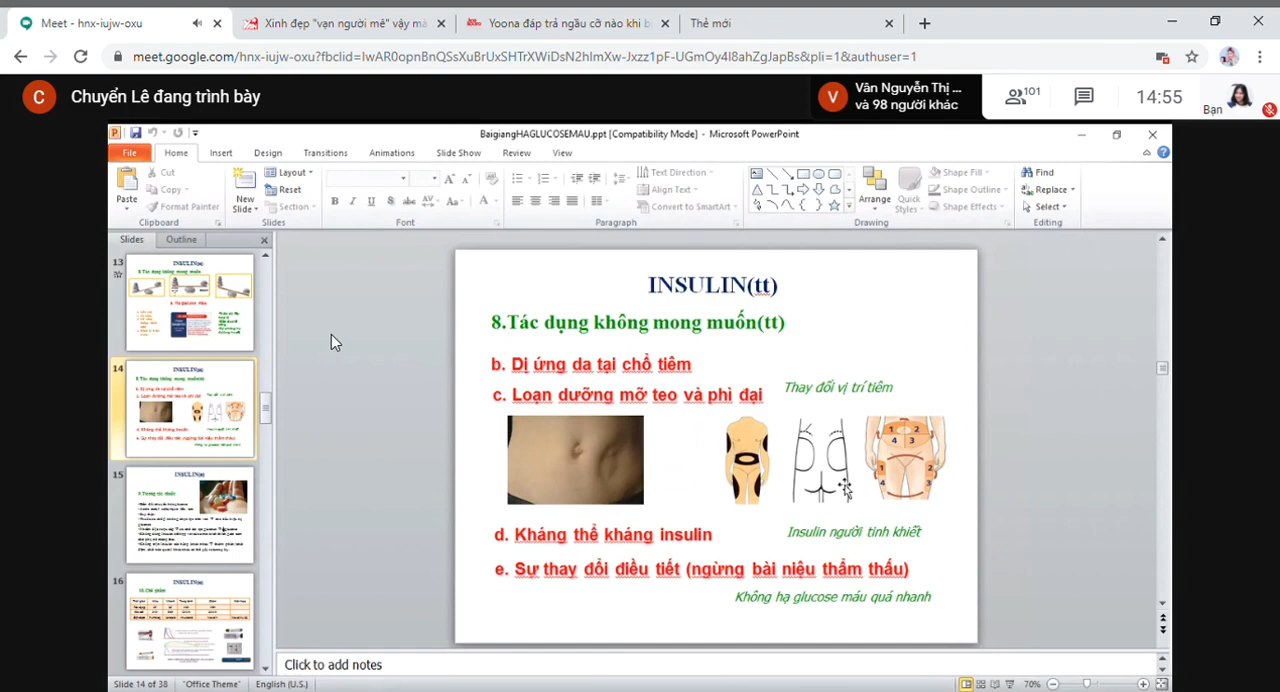 Meet - hnx-iujw-oxu
Xinh đẹp "vạn người mê" vậy mà
Yoona đáp trả ngầu cỡ nào khi b
Thẻ mới
meet.google.com/hnx-iujw-oxu?fbclid=IwAR0opnBnQSsXuBrUxSHTrXWiDsN2hlmXw-Jxzz1pF-UGmOy4I8ahZgJapBs&pli=1&authuser=1
C
Chuyển Lê đang trình bày
V
Văn Nguyễn Thị ...
và 98 người khác
101
14:55
Bạn
BaigiangHAGLUCOSEMAU.ppt [Compatibility Mode] - Microsoft PowerPoint
File Home Insert Design Transitions Animations Slide Show Review View
Paste
Cut
Copy
Format Painter
Clipboard
New
Slide
Layout
Reset
Section
Slides
Font
Text Direction
Align Text
Convert to SmartArt
Paragraph
Arrange
Quick
Styles
Shape Fill
Shape Outline
Shape Effects
Drawing
Find
Replace
Select
Editing
Slides Outline
13
14
15
16
INSULIN(tt)
8.Tác dụng không mong muốn(tt)
b. Dị ứng da tại chổ tiêm
Thay đổi vị trí tiêm
c. Loạn dưỡng mỡ teo và phì đại
d. Kháng thể kháng insulin
Insulin người tinh khiết
e. Sự thay đổi điều tiết (ngừng bài niệu thẩm thấu)
Không hạ glucose máu quá nhanh
Click to add notes
Slide 14 of 38 "Office Theme" English (U.S.) 70%